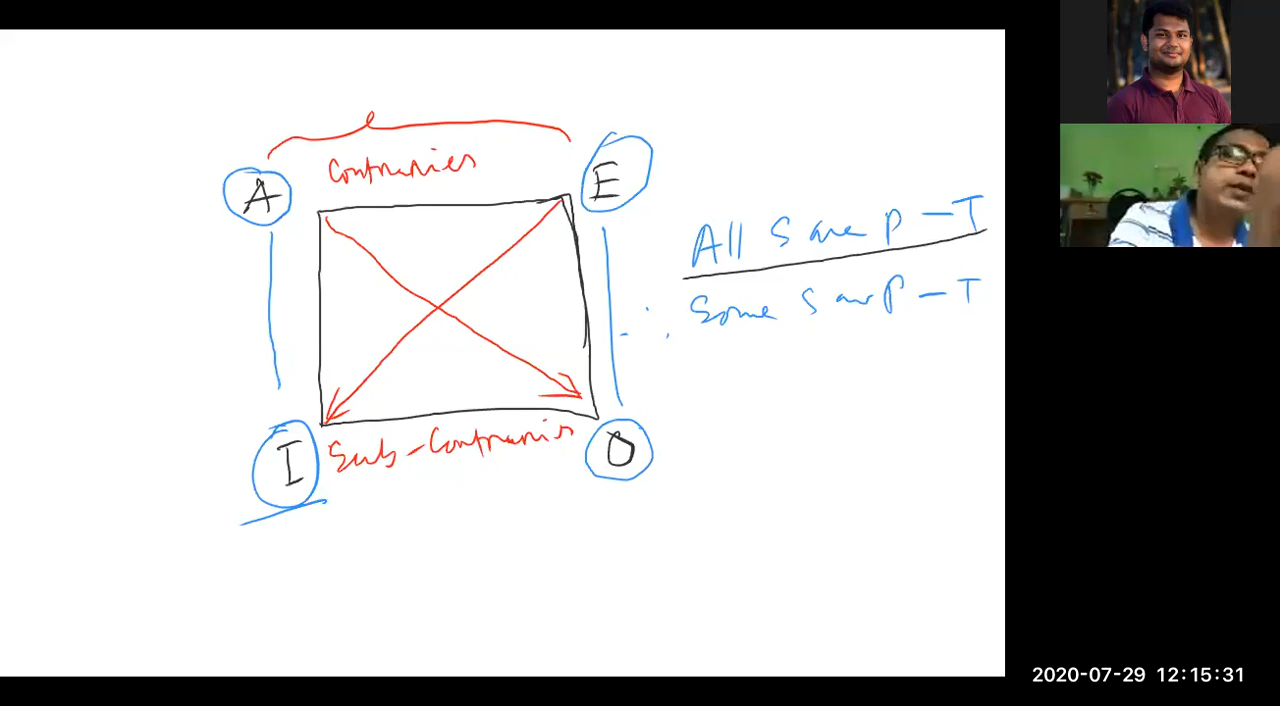 Contraries
A
E
All S are P - T
∴ Some S are P - T
I
Sub-Contraries
O
2020-07-29 12:15:31